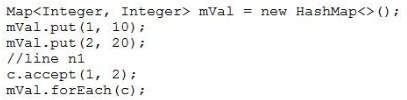 Map<Integer, Integer> mVal = new HashMap<>();
mVal.put(1, 10);
mVal.put(2, 20);
//line n1
c.accept(1, 2);
mVal.forEach(c);